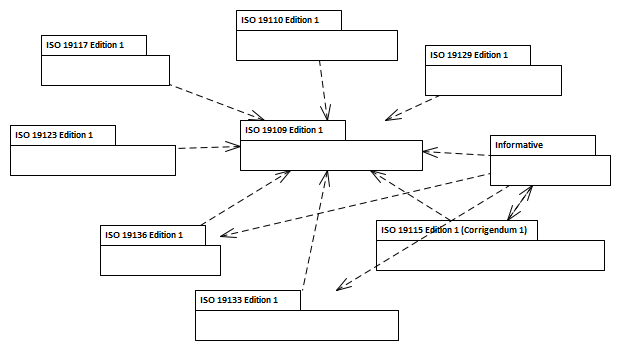 ISO 19110 Edition 1
ISO 19117 Edition 1
ISO 19129 Edition 1
ISO 19109 Edition 1
ISO 19123 Edition 1
Informative
ISO 19136 Edition 1
ISO 19115 Edition 1 (Corrigendum 1)
ISO 19133 Edition 1